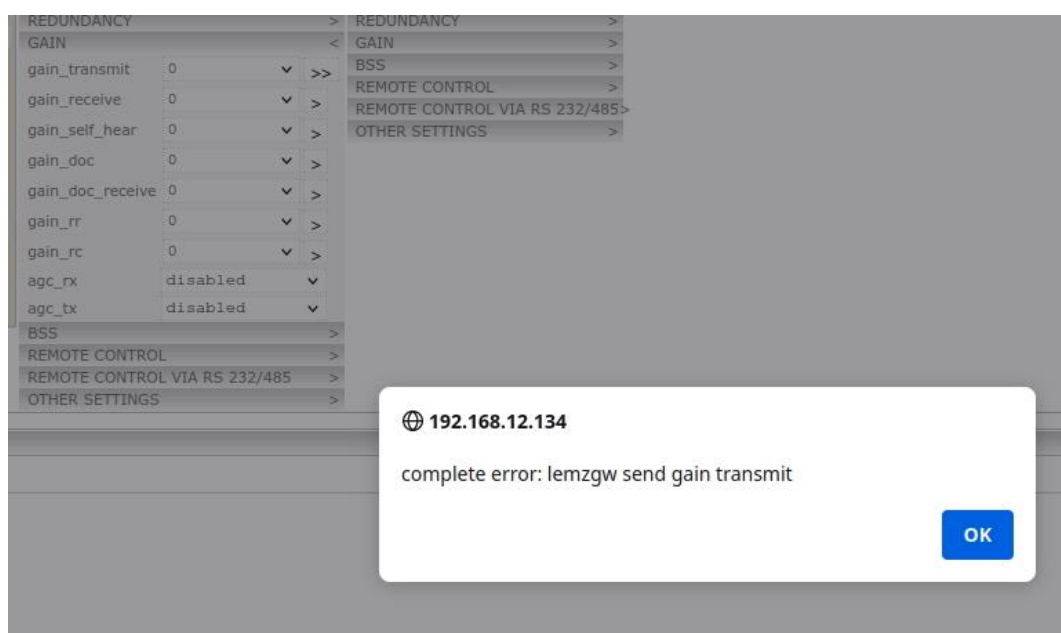 REDUNDANCY >
GAIN <
gain_transmit 0 >>
gain_receive 0 >
gain_self_hear 0 >
gain_doc 0 >
gain_doc_receive 0 >
gain_rr 0 >
gain_rc 0 >
agc_rx disabled
agc_tx disabled
BSS >
REMOTE CONTROL >
REMOTE CONTROL VIA RS 232/485 >
OTHER SETTINGS >
REDUNDANCY >
GAIN >
BSS >
REMOTE CONTROL >
REMOTE CONTROL VIA RS 232/485>
OTHER SETTINGS >
192.168.12.134
complete error: lemzgw send gain transmit
OK